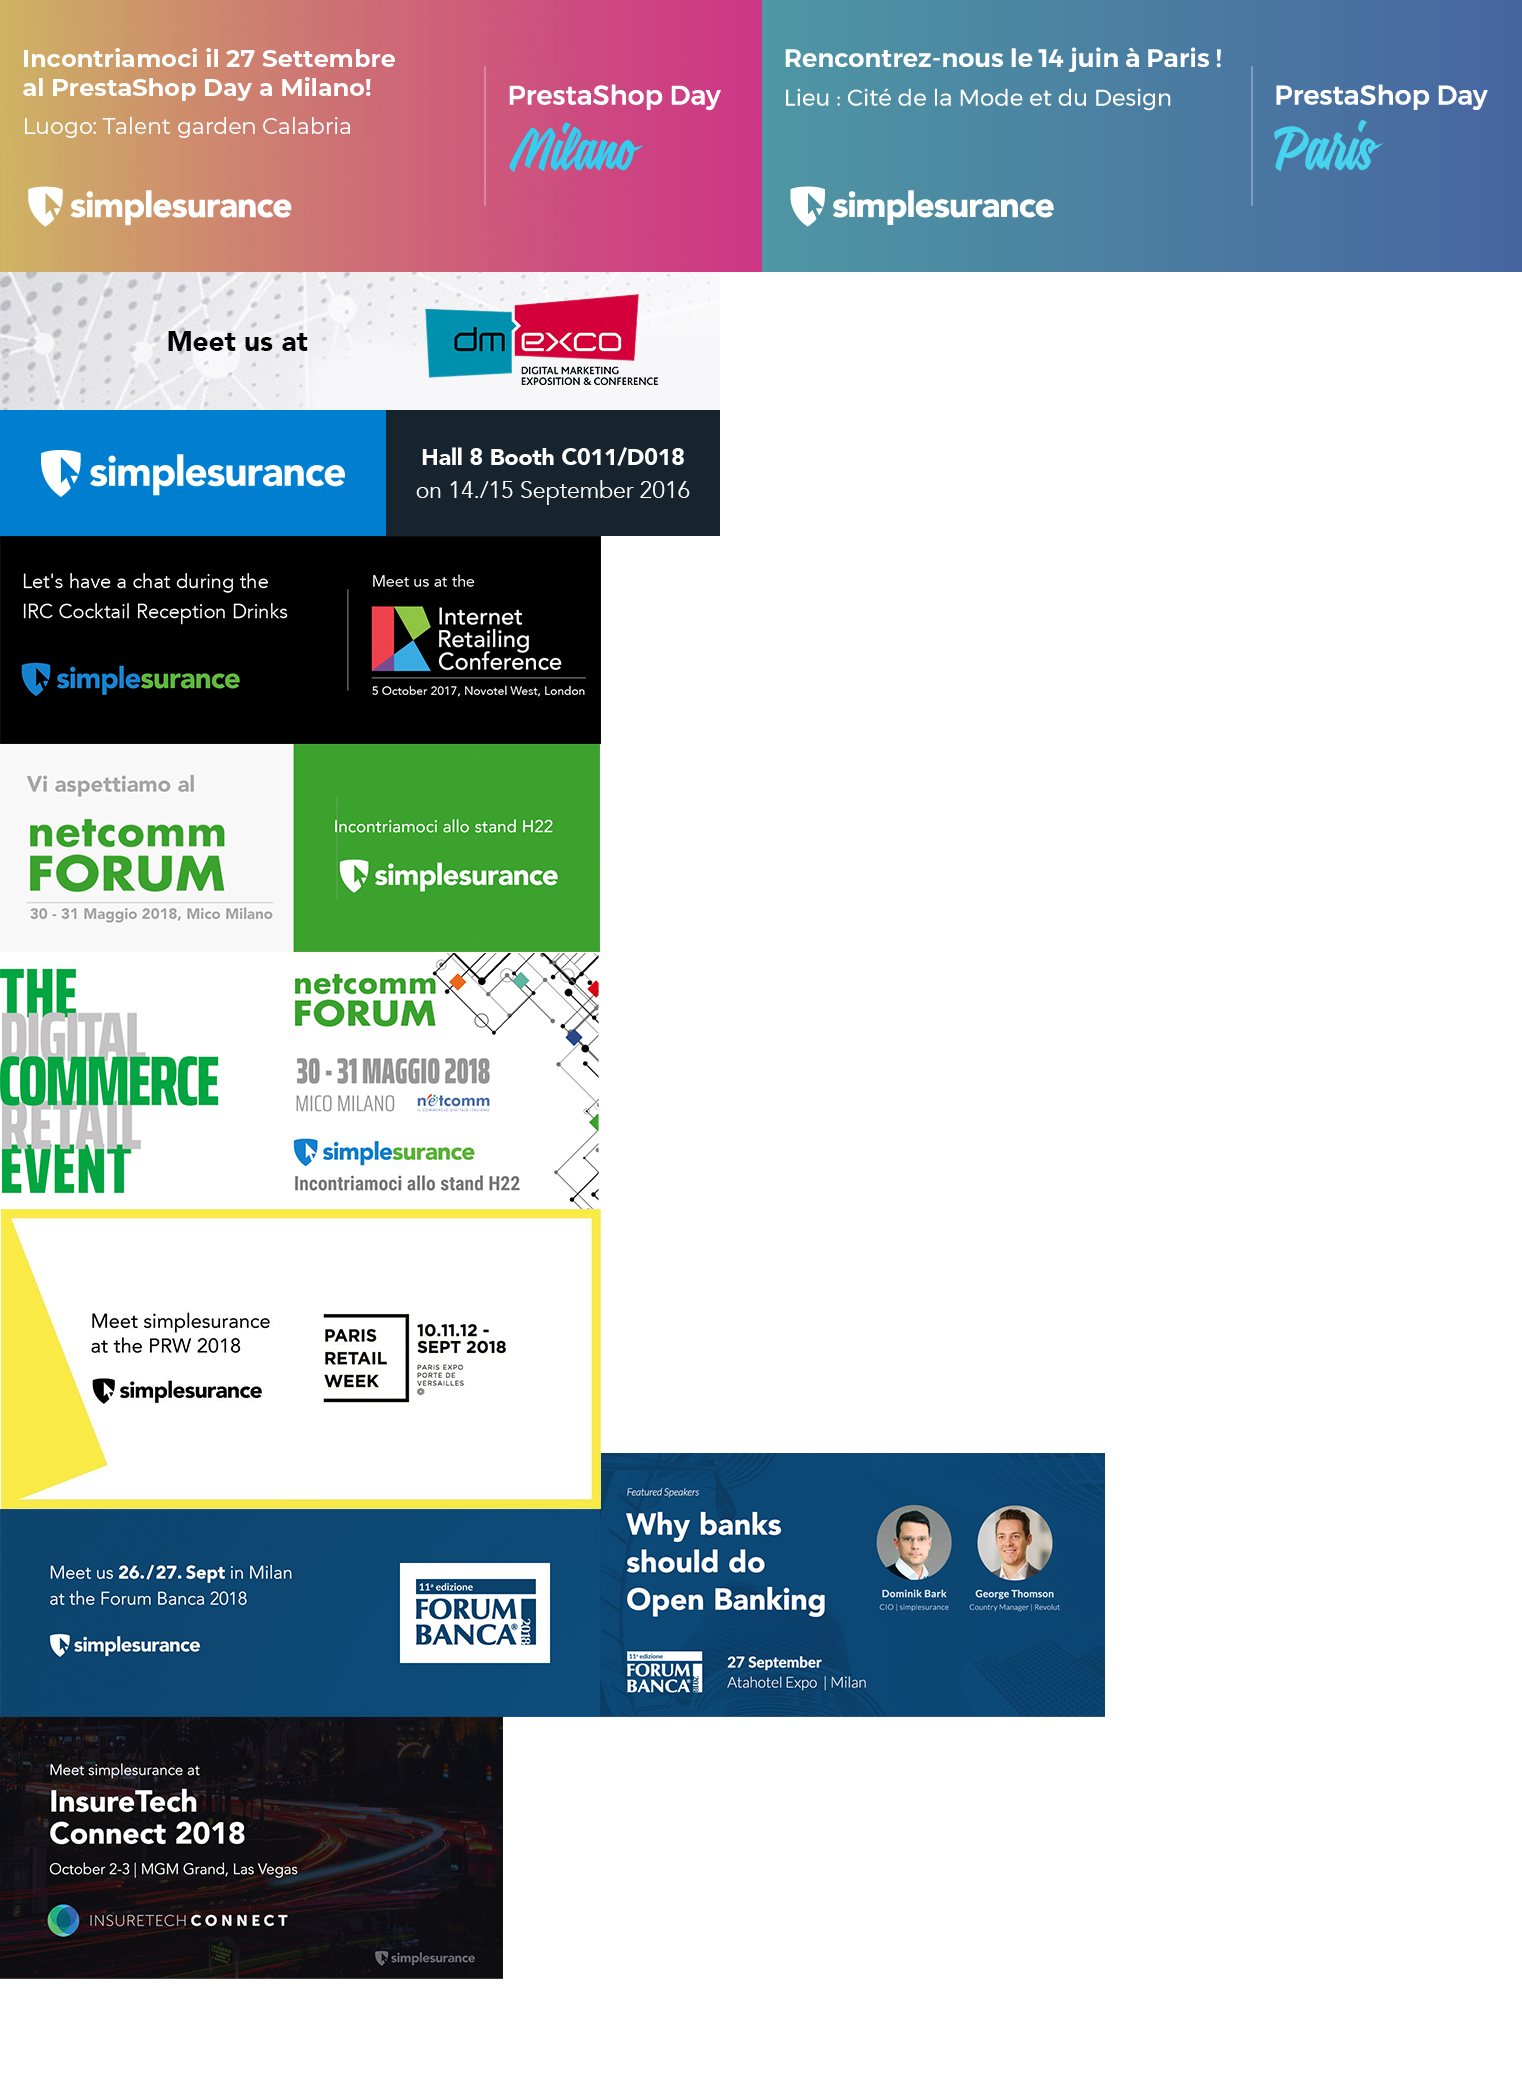 Incontriamoci il 27 Settembre
al PrestaShop Day a Milano!
Luogo: Talent garden Calabria
simplesurance
PrestaShop Day
Milano
Rencontrez-nous le 14 juin à Paris !
Lieu : Cité de la Mode et du Design
simplesurance
PrestaShop Day
Paris
Meet us at
dmexco
DIGITAL MARKETING
EXPOSITION & CONFERENCE
simplesurance
Hall 8 Booth C011/D018
on 14./15 September 2016
Let's have a chat during the
IRC Cocktail Reception Drinks
simplesurance
Meet us at the
Internet
Retailing
Conference
5 October 2017, Novotel West, London
Vi aspettiamo al
netcomm
FORUM
30 - 31 Maggio 2018, Mico Milano
Incontriamoci allo stand H22
simplesurance
THE
DIGITAL
COMMERCE
RETAIL
EVENT
netcomm
FORUM
30 - 31 MAGGIO 2018
MICO MILANO
netcomm
IL COMMERCIO DIGITALE ITALIANO
simplesurance
Incontriamoci allo stand H22
Meet simplesurance
at the PRW 2018
simplesurance
PARIS
RETAIL
WEEK
10.11.12 -
SEPT 2018
PARIS EXPO
PORTE DE
VERSAILLES
Meet us 26./27. Sept in Milan
at the Forum Banca 2018
simplesurance
11ª edizione
FORUM
BANCA®
2018
Featured Speakers
Why banks
should do
Open Banking
Dominik Bark
CIO | simplesurance
George Thomson
Country Manager | Revolut
11ª edizione
FORUM
BANCA®
2018
27 September
Atahotel Expo | Milan
Meet simplesurance at
InsureTech
Connect 2018
October 2-3 | MGM Grand, Las Vegas
INSURETECH CONNECT
simplesurance